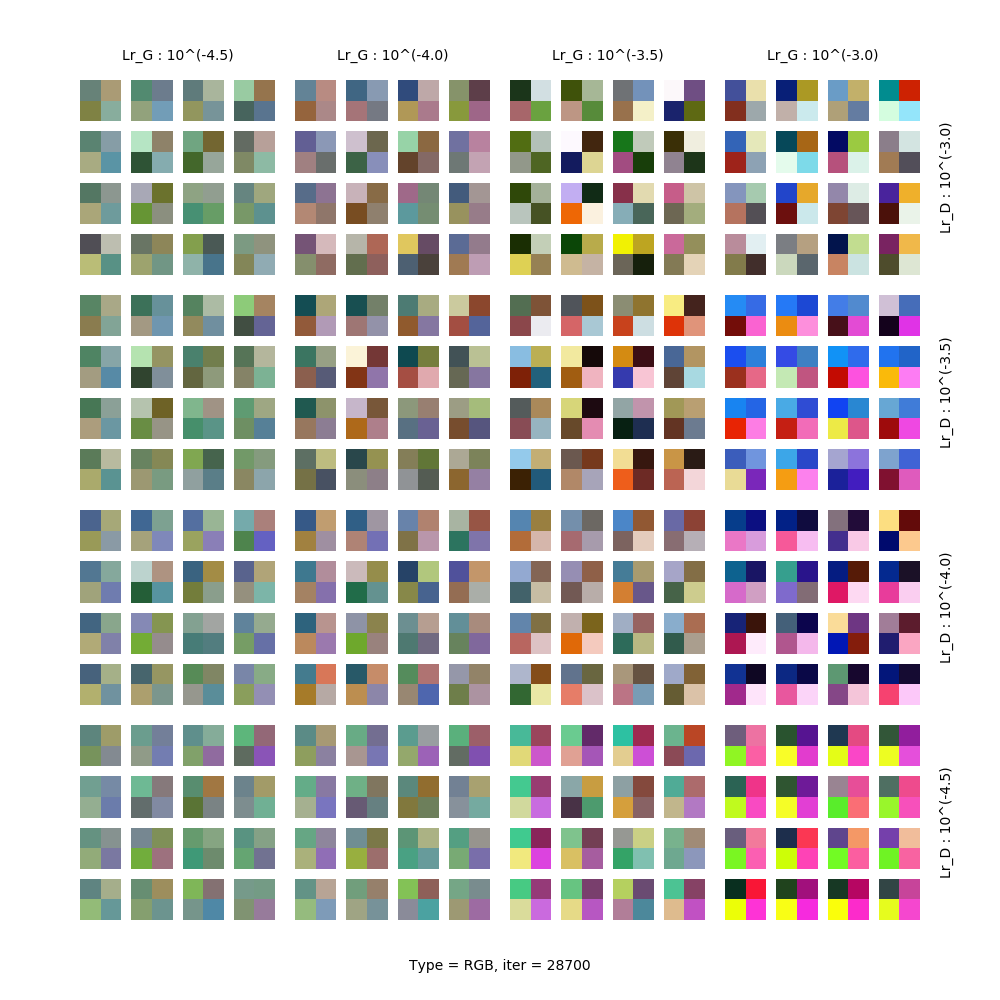 Lr_G : 10^(-4.5)
Lr_G : 10^(-4.0)
Lr_G : 10^(-3.5)
Lr_G : 10^(-3.0)
Lr_D : 10^(-3.0)
Lr_D : 10^(-3.5)
Lr_D : 10^(-4.0)
Lr_D : 10^(-4.5)
Type = RGB, iter = 28700